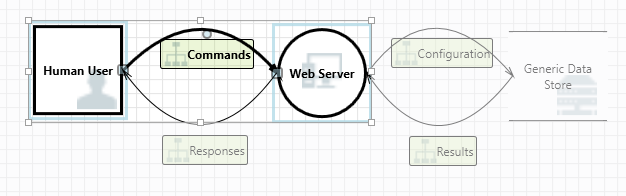 Human User
Commands
Web Server
Configuration
Generic Data
Store
Responses
Results